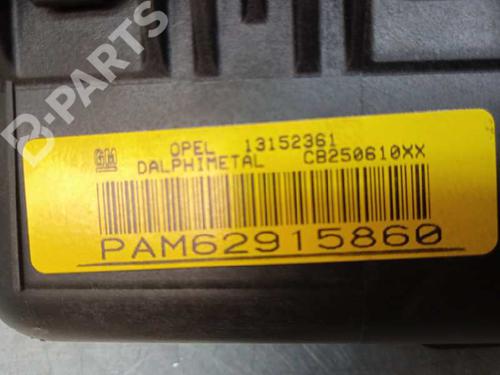 B-PARTS
GM OPEL 13152361
DALPHIMETAL CB250610XX
PAM62915860